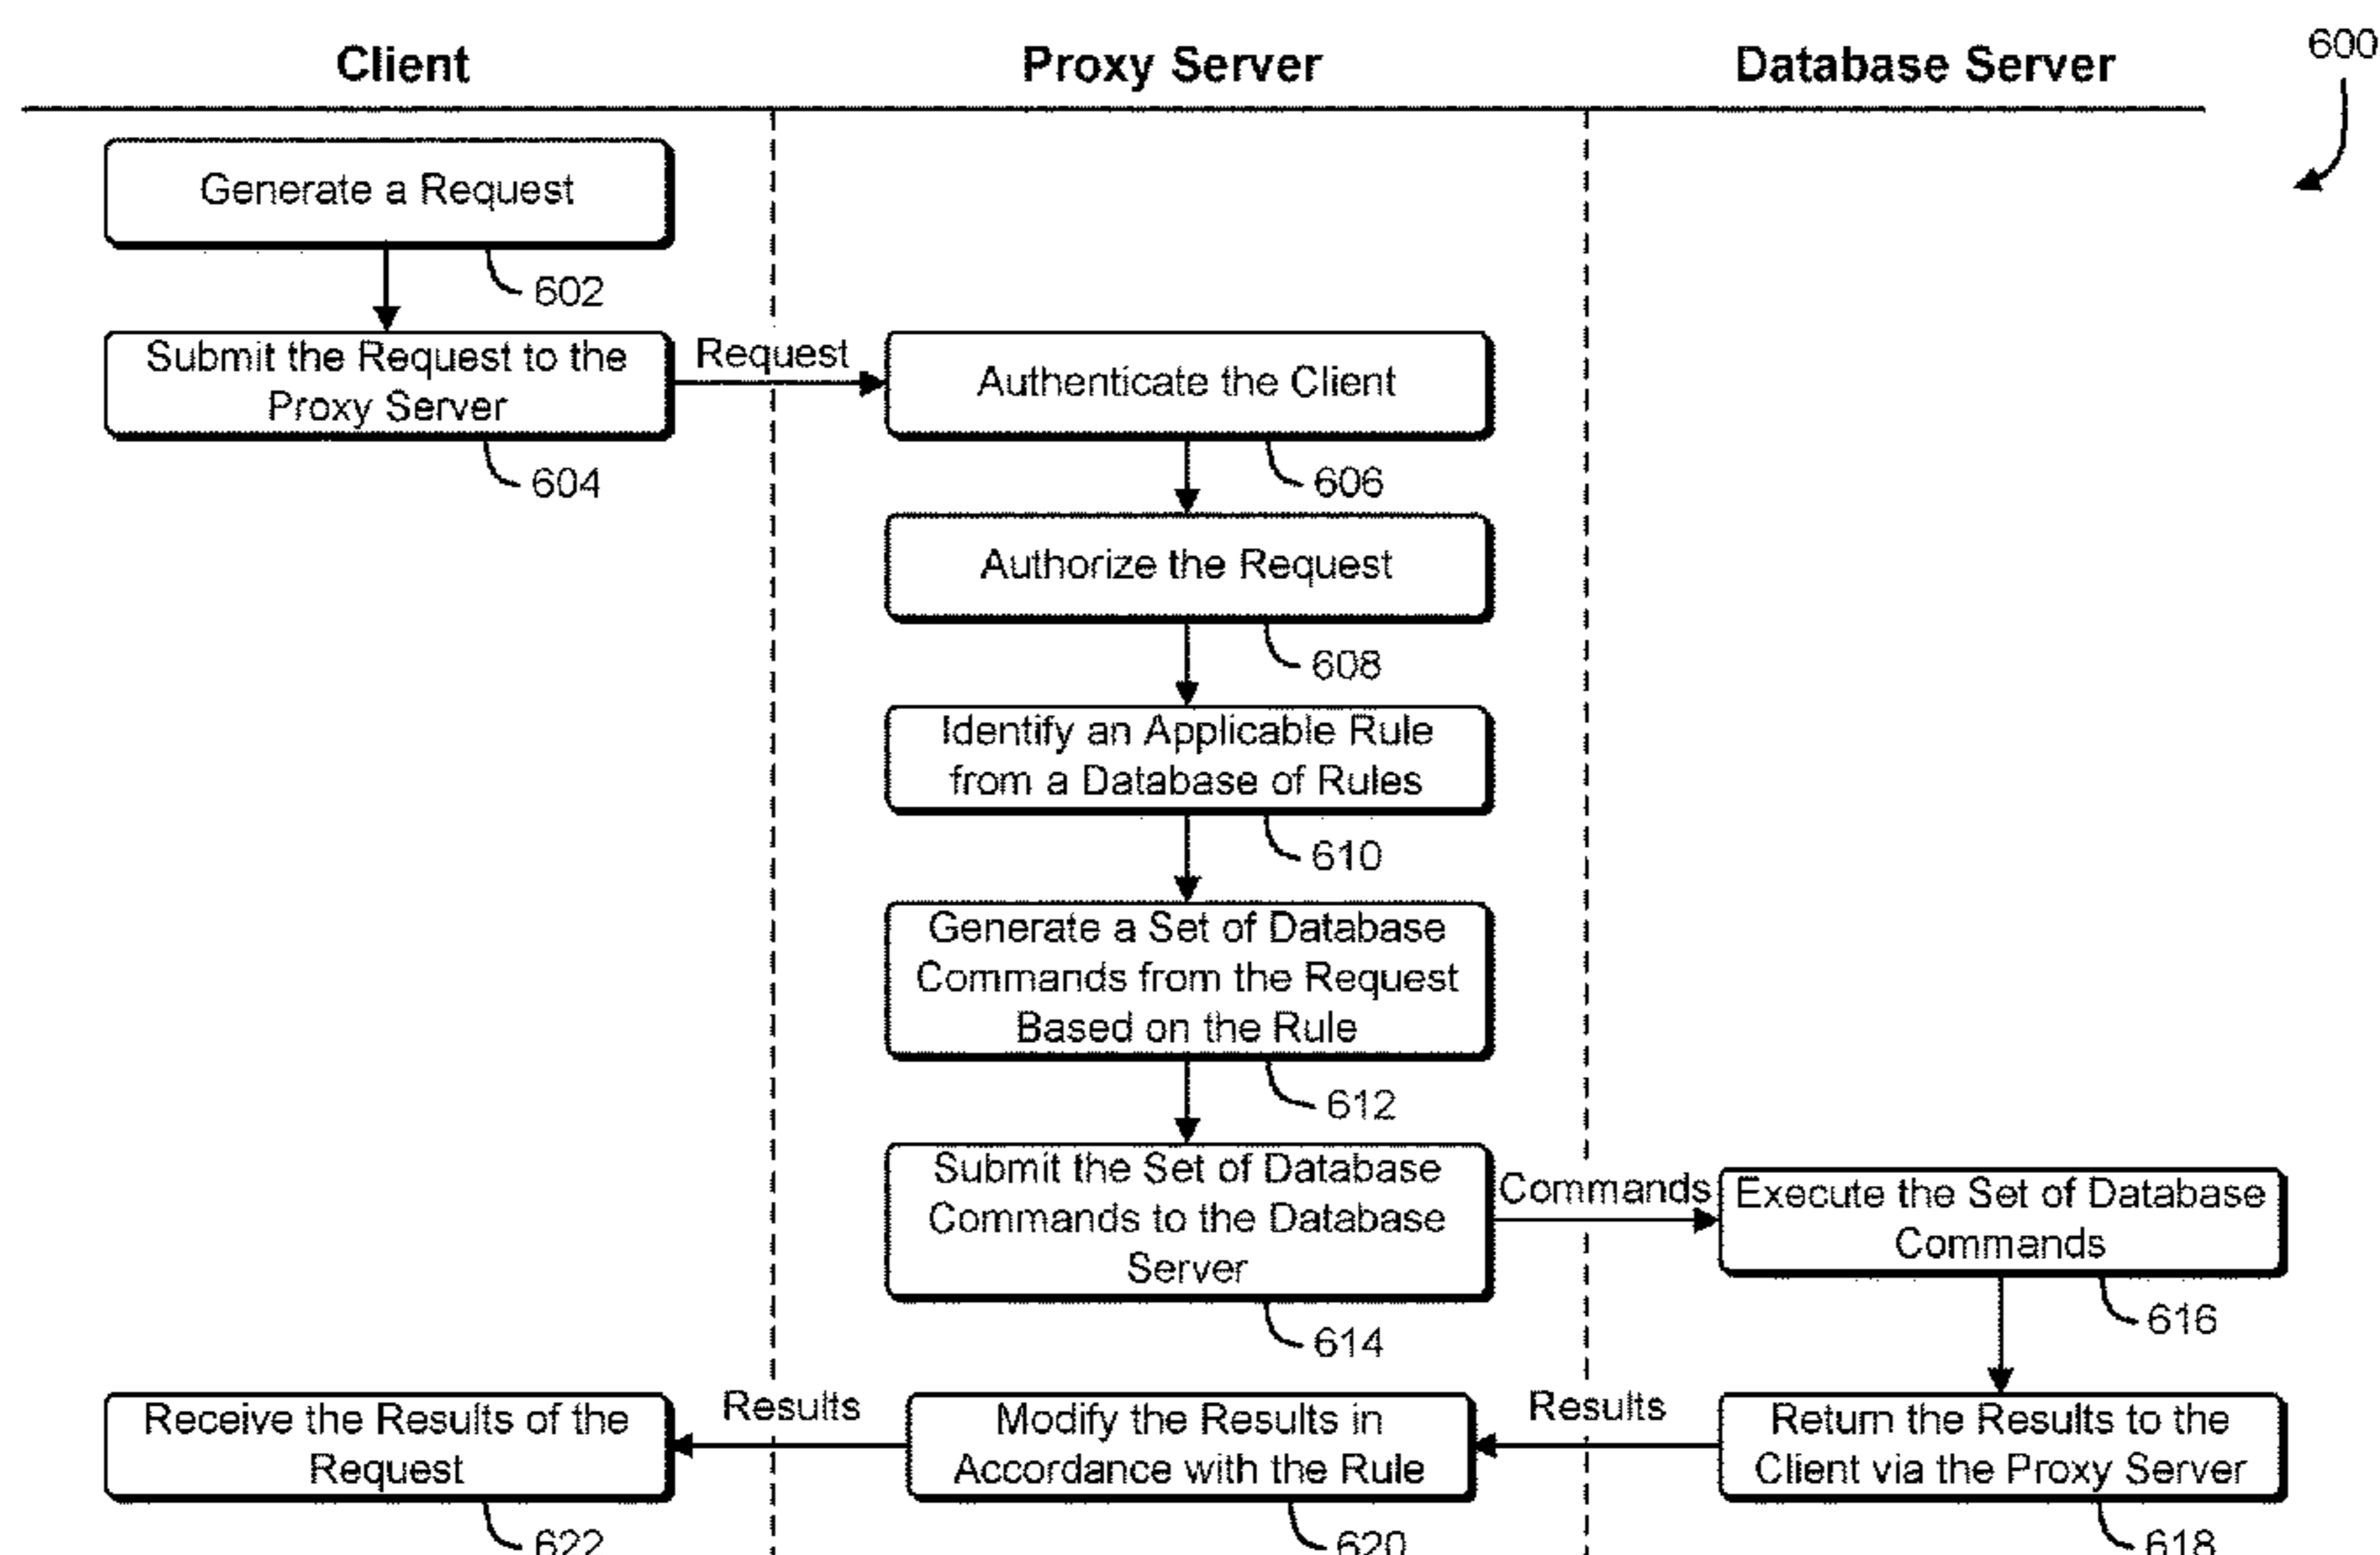 Client
Proxy Server
Database Server
600
Generate a Request
602
Submit the Request to the
Proxy Server
604
Request
Authenticate the Client
606
Authorize the Request
608
Identify an Applicable Rule
from a Database of Rules
610
Generate a Set of Database
Commands from the Request
Based on the Rule
612
Submit the Set of Database
Commands to the Database
Server
614
Commands
Execute the Set of Database
Commands
616
Return the Results to the
Client via the Proxy Server
618
Results
Modify the Results in
Accordance with the Rule
620
Results
Receive the Results of the
Request
622